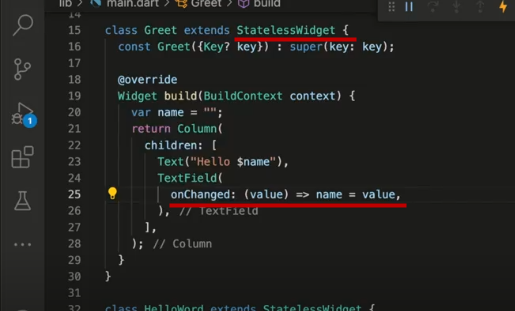 lib > main.dart > Greet > build
14
15 class Greet extends StatelessWidget {
16 const Greet({Key? key}) : super(key: key);
17
18 @override
19 Widget build(BuildContext context) {
20 var name = "";
21 return Column(
22 children: [
23 Text("Hello $name"),
24 TextField(
25 onChanged: (value) => name = value,
26 ), // TextField
27 ],
28 ); // Column
29 }
30 }
31
32 class HelloWord extends StatelessWidget {
1